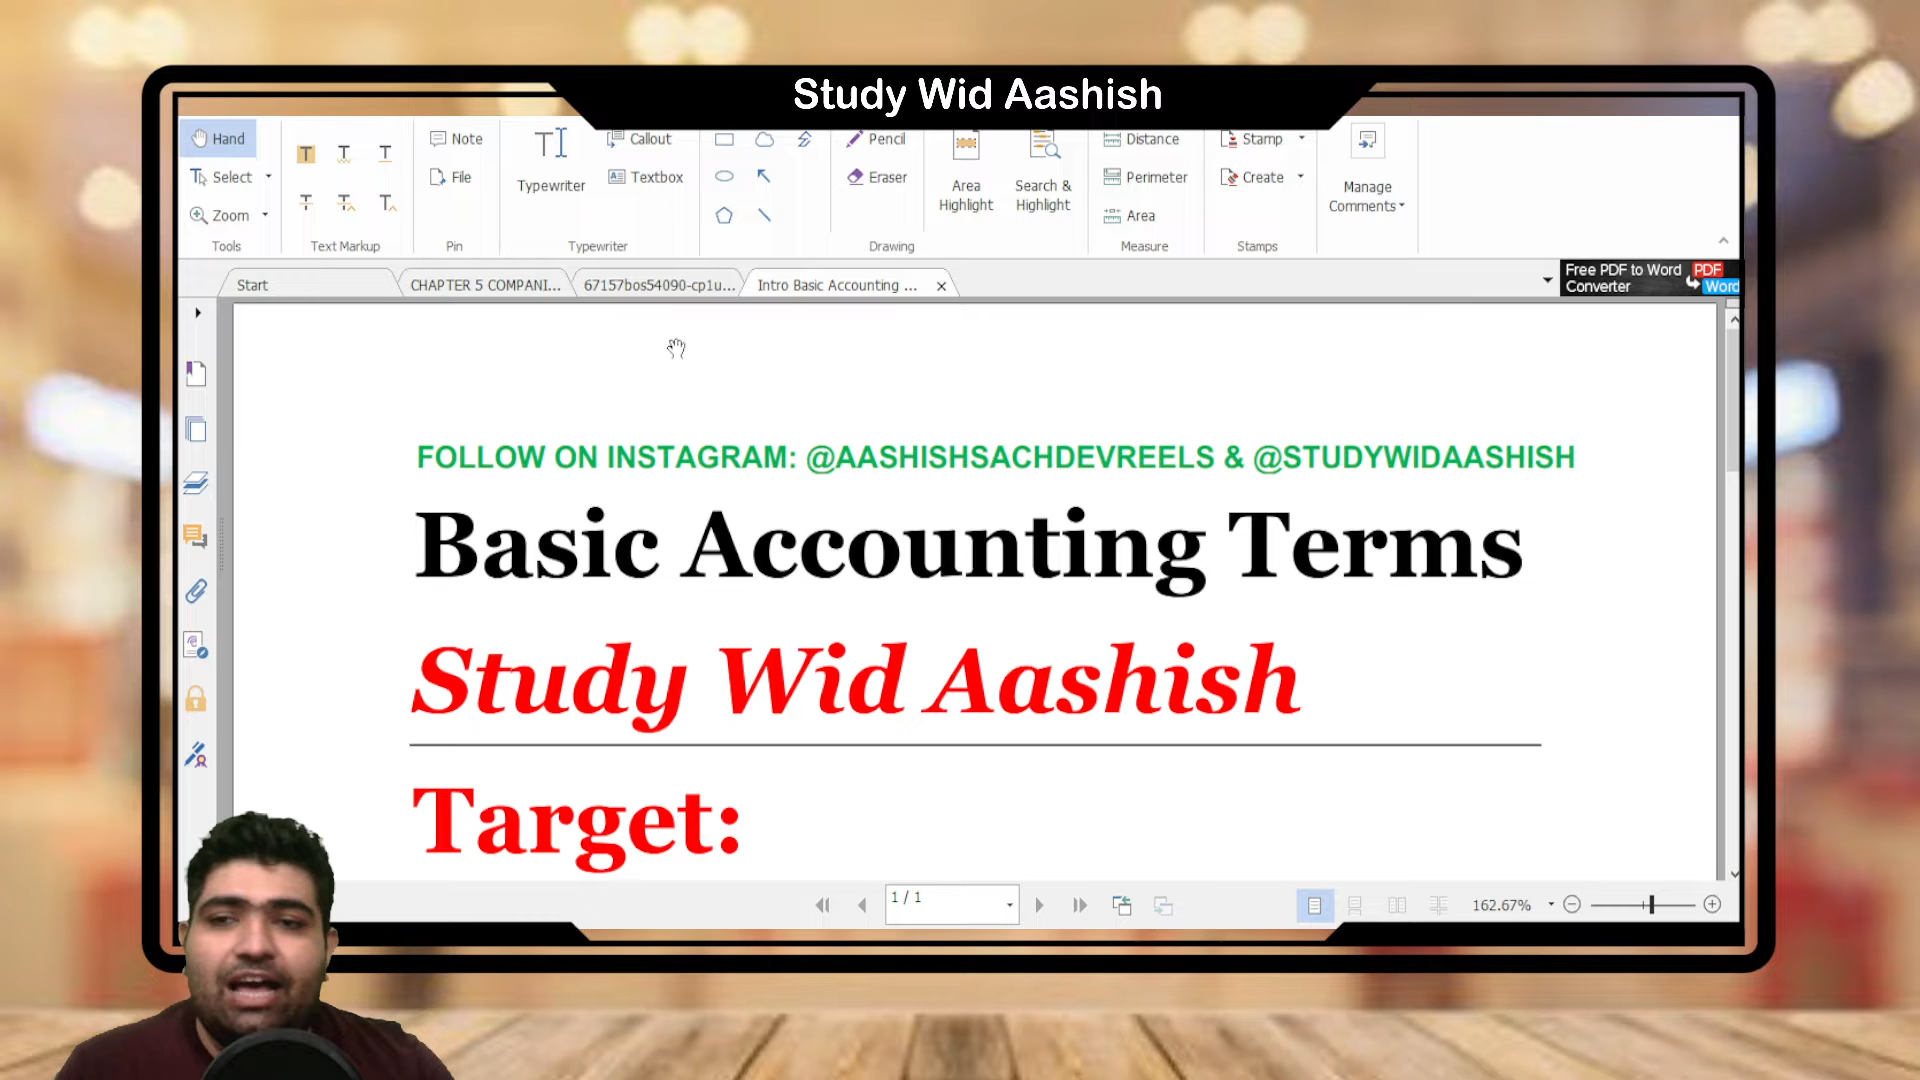 Study Wid Aashish
Hand
Select
Zoom
Tools
Text Markup
Note
File
Pin
Typewriter
Callout
Textbox
Typewriter
Pencil
Eraser
Area
Highlight
Search &
Highlight
Drawing
Distance
Perimeter
Area
Measure
Stamp
Create
Stamps
Manage
Comments
Start
CHAPTER 5 COMPANI...
67157bos54090-cp1u...
Intro Basic Accounting ...
Free PDF to Word
Converter
PDF
Word
FOLLOW ON INSTAGRAM: @AASHISHSACHDEVREELS & @STUDYWIDAASHISH
Basic Accounting Terms
Study Wid Aashish
Target:
1 / 1
162.67%